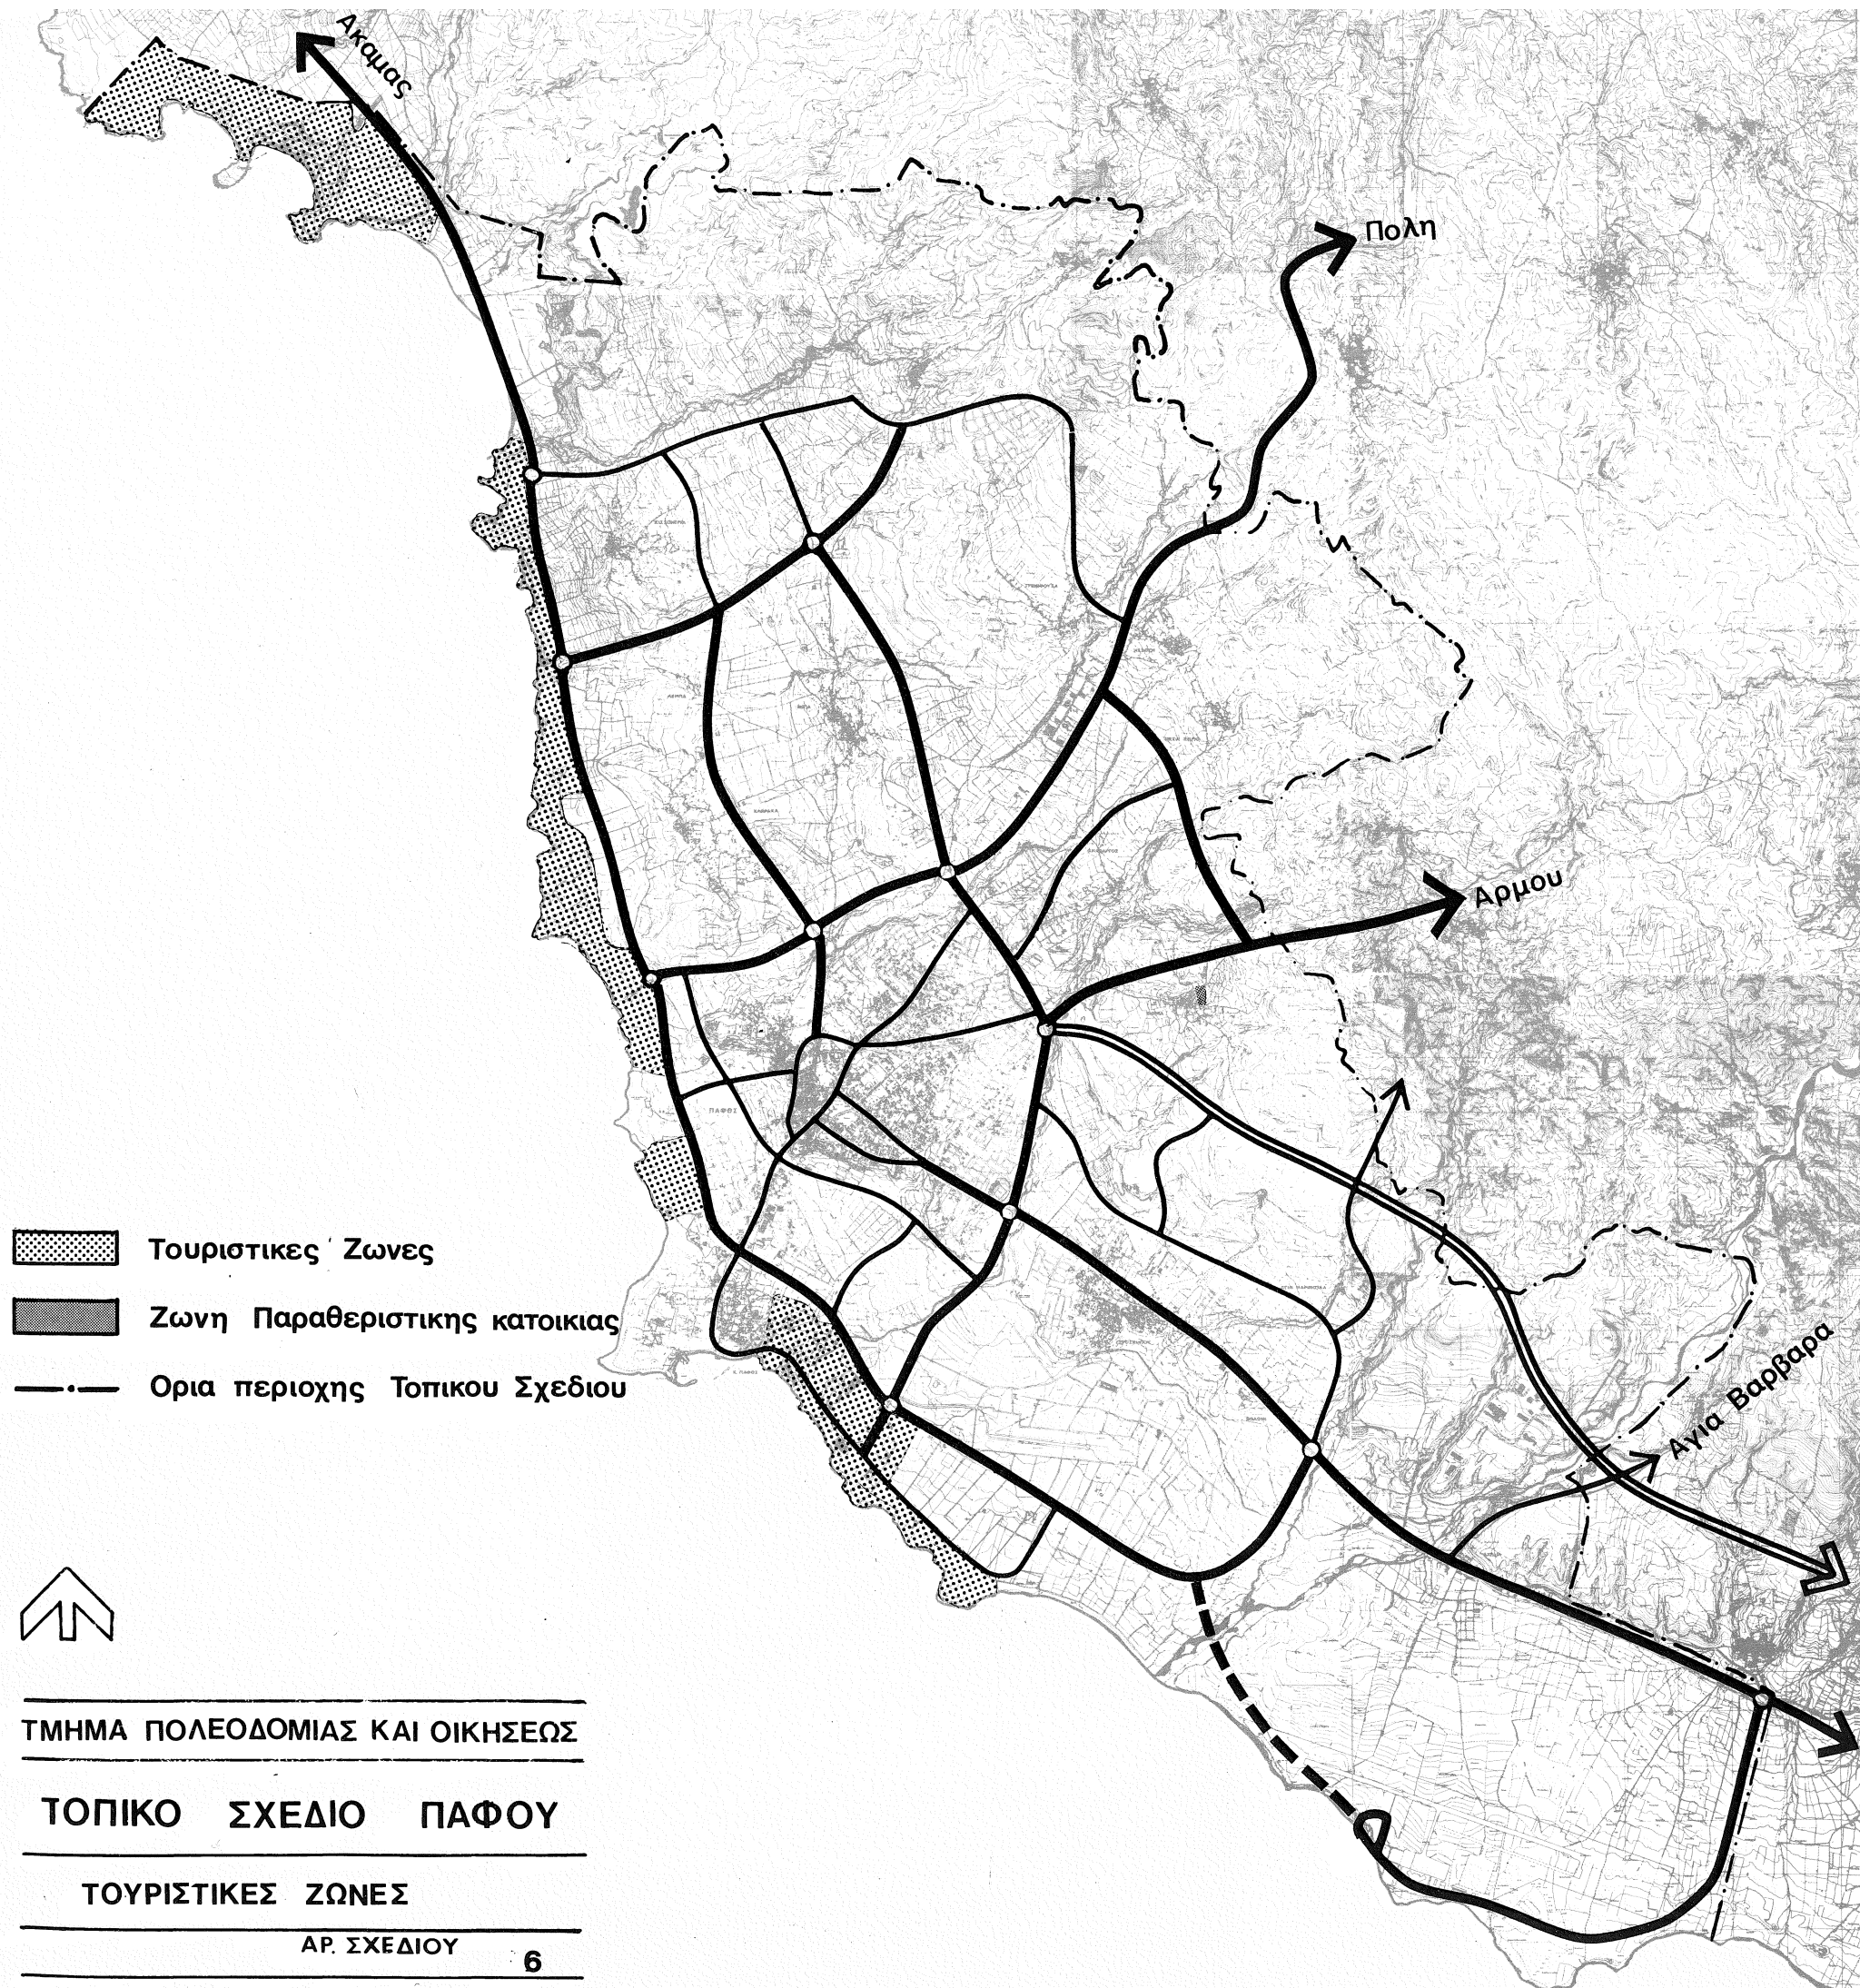 Ακαμας
Πολη
Αρμου
Αγια Βαρβαρα
ΠΑΦΟΣ
Τουριστικες Ζωνες
Ζωνη Παραθεριστικης κατοικιας
Ορια περιοχης Τοπικου Σχεδιου
ΤΜΗΜΑ ΠΟΛΕΟΔΟΜΙΑΣ ΚΑΙ ΟΙΚΗΣΕΩΣ
ΤΟΠΙΚΟ ΣΧΕΔΙΟ ΠΑΦΟΥ
ΤΟΥΡΙΣΤΙΚΕΣ ΖΩΝΕΣ
ΑΡ. ΣΧΕΔΙΟΥ 6